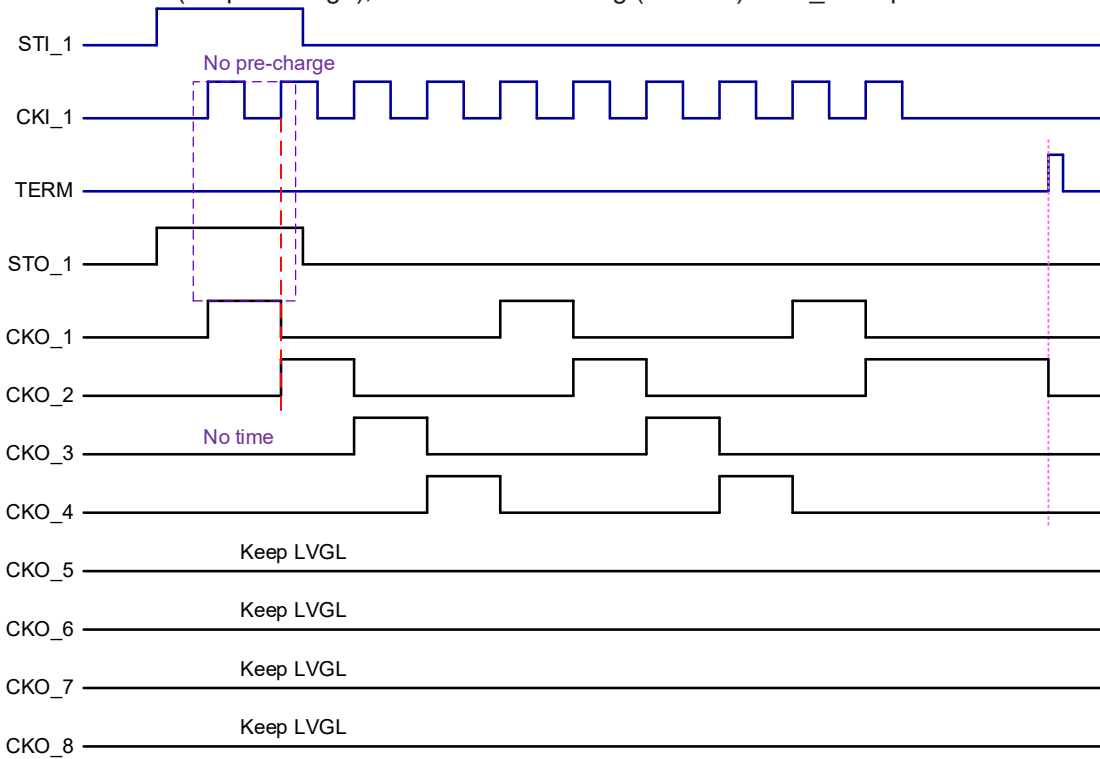 STI_1
No pre-charge
CKI_1
TERM
STO_1
CKO_1
CKO_2
No time
CKO_3
CKO_4
Keep LVGL
CKO_5
Keep LVGL
CKO_6
Keep LVGL
CKO_7
Keep LVGL
CKO_8